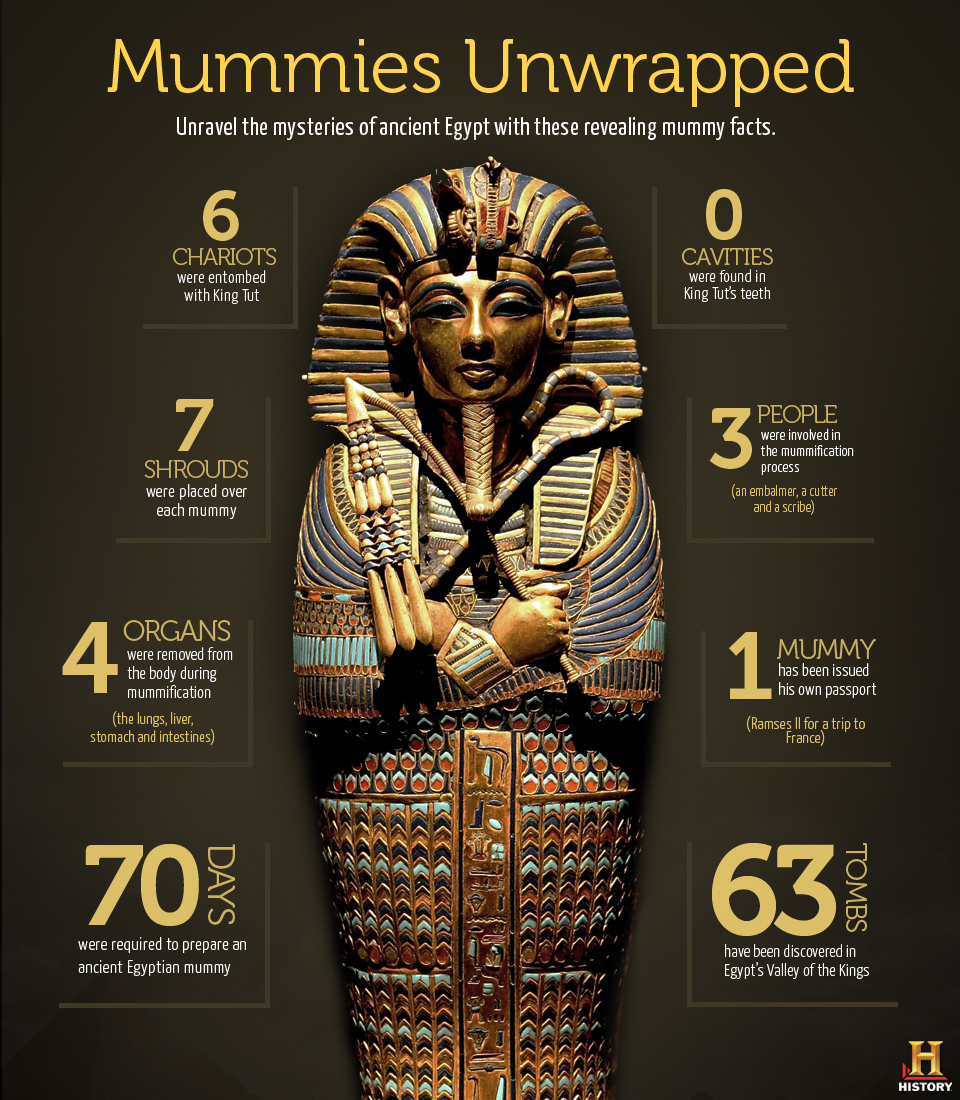 Mummies Unwrapped
Unravel the mysteries of ancient Egypt with these revealing mummy facts.
6
CHARIOTS
were entombed
with King Tut
0
CAVITIES
were found in
King Tut's teeth
7
SHROUDS
were placed over
each mummy
3 PEOPLE
were involved in
the mummification
process
(an embalmer, a cutter
and a scribe)
4 ORGANS
were removed from
the body during
mummification
(the lungs, liver,
stomach and intestines)
1 MUMMY
has been issued
his own passport
(Ramses II for a trip to
France)
70 DAYS
were required to prepare an
ancient Egyptian mummy
63 TOMBS
have been discovered in
Egypt's Valley of the Kings
H
HISTORY